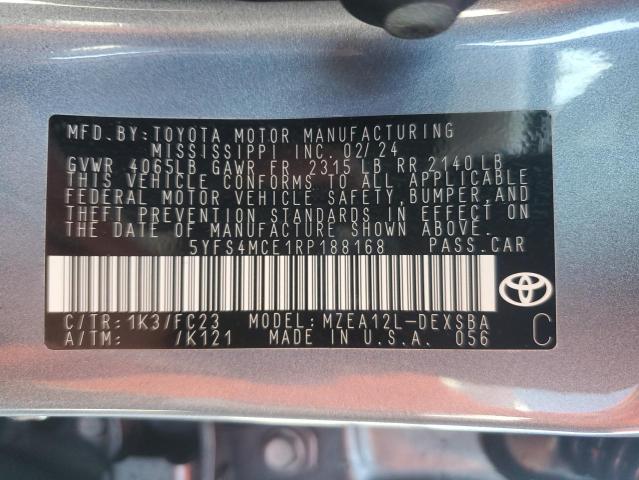 MFD. BY: TOYOTA MOTOR MANUFACTURING
MISSISSIPPI INC 02/24
GVWR 4065LB GAWR FR 2315 LB RR 2140 LB
THIS VEHICLE CONFORMS TO ALL APPLICABLE
FEDERAL MOTOR VEHICLE SAFETY, BUMPER, AND
THEFT PREVENTION STANDARDS IN EFFECT ON
THE DATE OF MANUFACTURE SHOWN ABOVE.
5YFS4MCE1RP188168 PASS.CAR
C/TR: 1K3/FC23 MODEL: MZEA12L-DEXSBA C
A/TM: /K121 MADE IN U.S.A. 056